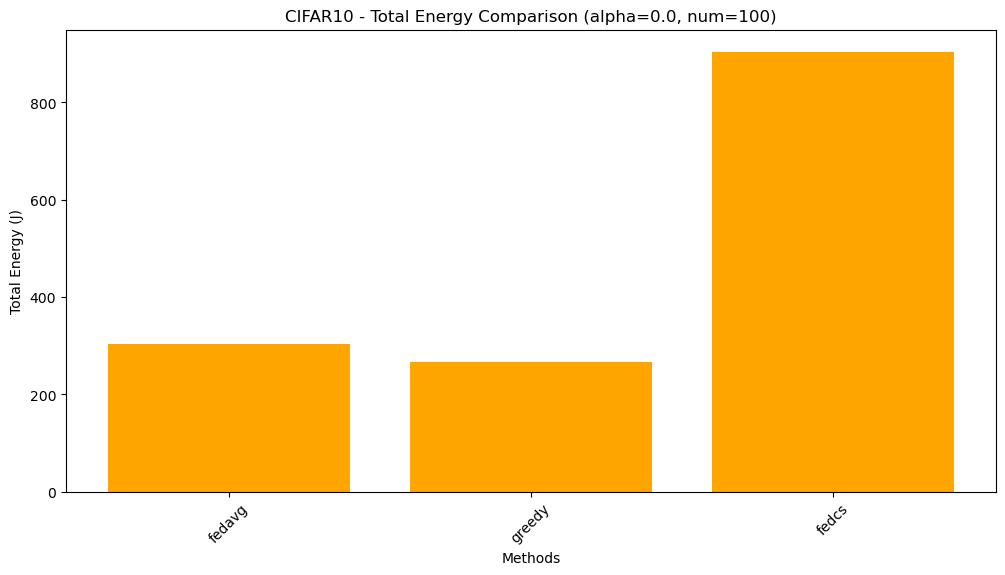 CIFAR10 - Total Energy Comparison (alpha=0.0, num=100)
Total Energy (J)
800
600
400
200
0
fedavg
greedy
fedcs
Methods